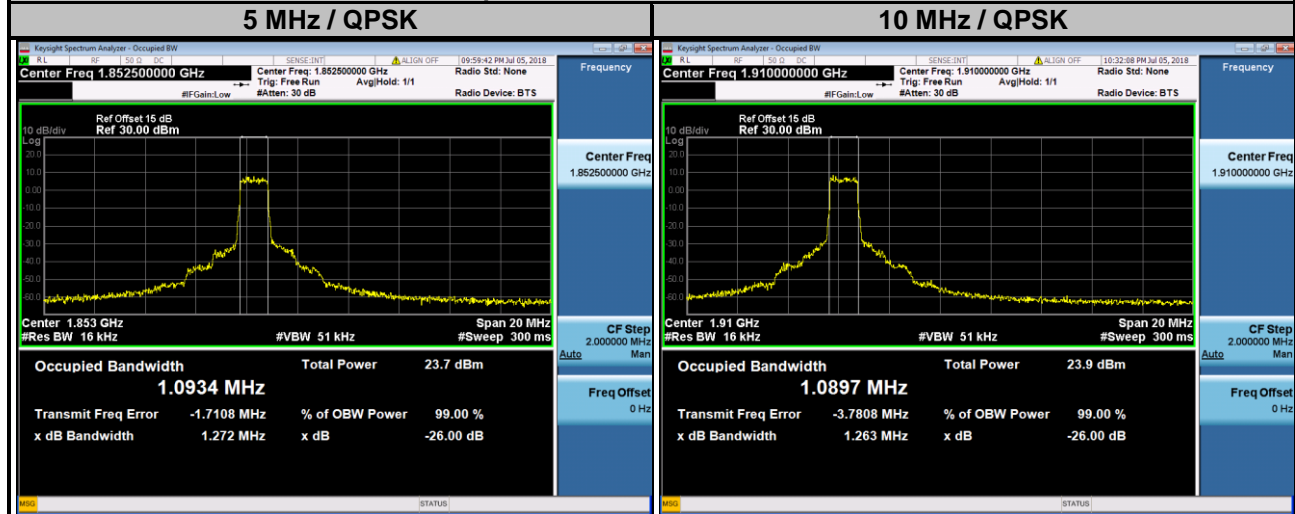 5 MHz / QPSK
Keysight Spectrum Analyzer - Occupied BW
RL RF 50 Ω DC SENSE:INT ALIGN OFF 09:59:42 PM Jul 05, 2018
Center Freq 1.852500000 GHz
Center Freq: 1.852500000 GHz Radio Std: None
Trig: Free Run Avg|Hold: 1/1
#IFGain:Low #Atten: 30 dB Radio Device: BTS
Ref Offset 15 dB
10 dB/div Ref 30.00 dBm
Log
20.0
10.0
0.00
-10.0
-20.0
-30.0
-40.0
-50.0
-60.0
Center 1.853 GHz Span 20 MHz
#Res BW 16 kHz #VBW 51 kHz #Sweep 300 ms
Occupied Bandwidth Total Power 23.7 dBm
1.0934 MHz
Transmit Freq Error -1.7108 MHz % of OBW Power 99.00 %
x dB Bandwidth 1.272 MHz x dB -26.00 dB
MSG STATUS
Frequency
Center Freq
1.852500000 GHz
CF Step
2.000000 MHz
Auto Man
Freq Offset
0 Hz
10 MHz / QPSK
Keysight Spectrum Analyzer - Occupied BW
RL RF 50 Ω DC SENSE:INT ALIGN OFF 10:32:08 PM Jul 05, 2018
Center Freq 1.910000000 GHz
Center Freq: 1.910000000 GHz Radio Std: None
Trig: Free Run Avg|Hold: 1/1
#IFGain:Low #Atten: 30 dB Radio Device: BTS
Ref Offset 15 dB
10 dB/div Ref 30.00 dBm
Log
20.0
10.0
0.00
-10.0
-20.0
-30.0
-40.0
-50.0
-60.0
Center 1.91 GHz Span 20 MHz
#Res BW 16 kHz #VBW 51 kHz #Sweep 300 ms
Occupied Bandwidth Total Power 23.9 dBm
1.0897 MHz
Transmit Freq Error -3.7808 MHz % of OBW Power 99.00 %
x dB Bandwidth 1.263 MHz x dB -26.00 dB
MSG STATUS
Frequency
Center Freq
1.910000000 GHz
CF Step
2.000000 MHz
Auto Man
Freq Offset
0 Hz